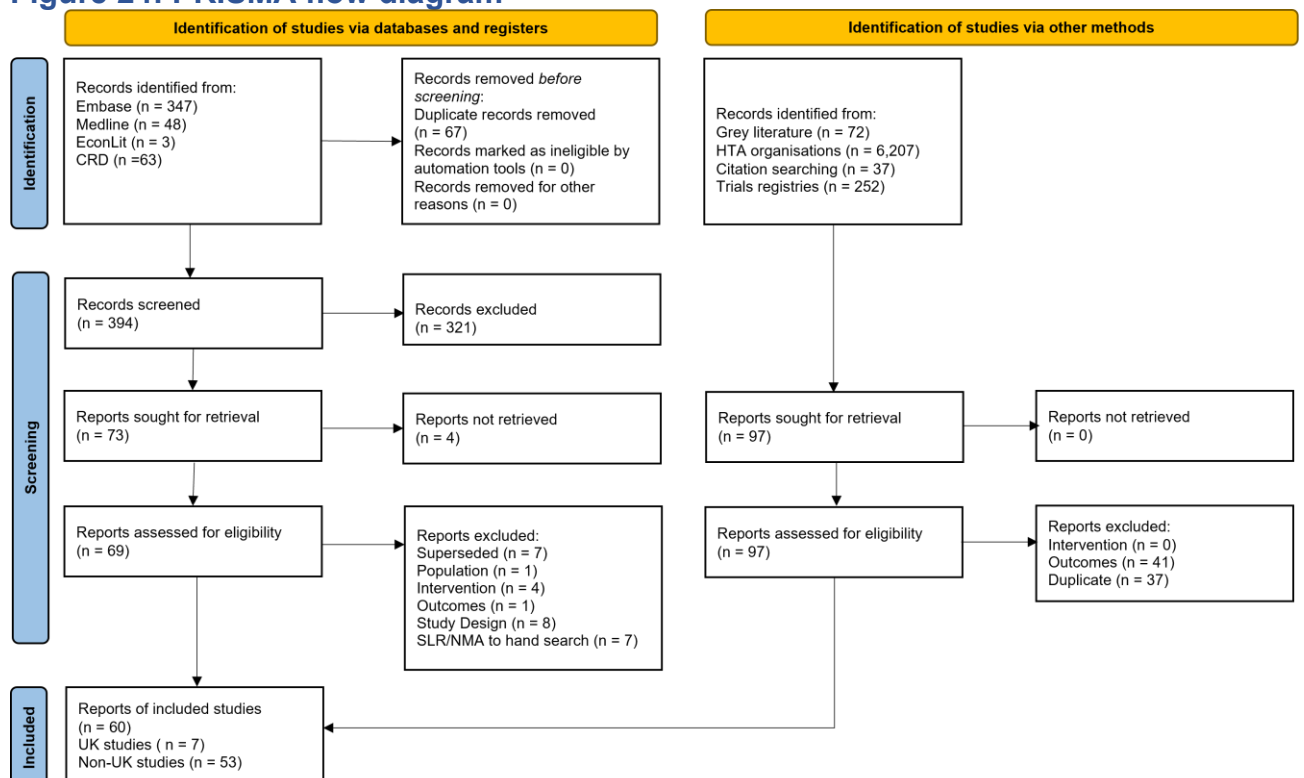 Figure 24: PRISMA flow diagram
Identification of studies via databases and registers
Identification of studies via other methods
Identification
Records identified from:
Embase (n = 347)
Medline (n = 48)
EconLit (n = 3)
CRD (n =63)
Records removed before
screening:
Duplicate records removed
(n = 67)
Records marked as ineligible by
automation tools (n = 0)
Records removed for other
reasons (n = 0)
Records identified from:
Grey literature (n = 72)
HTA organisations (n = 6,207)
Citation searching (n = 37)
Trials registries (n = 252)
Screening
Records screened
(n = 394)
Records excluded
(n = 321)
Reports sought for retrieval
(n = 73)
Reports not retrieved
(n = 4)
Reports sought for retrieval
(n = 97)
Reports not retrieved
(n = 0)
Reports assessed for eligibility
(n = 69)
Reports excluded:
Superseded (n = 7)
Population (n = 1)
Intervention (n = 4)
Outcomes (n = 1)
Study Design (n = 8)
SLR/NMA to hand search (n = 7)
Reports assessed for eligibility
(n = 97)
Reports excluded:
Intervention (n = 0)
Outcomes (n = 41)
Duplicate (n = 37)
Included
Reports of included studies
(n = 60)
UK studies ( n = 7)
Non-UK studies (n = 53)